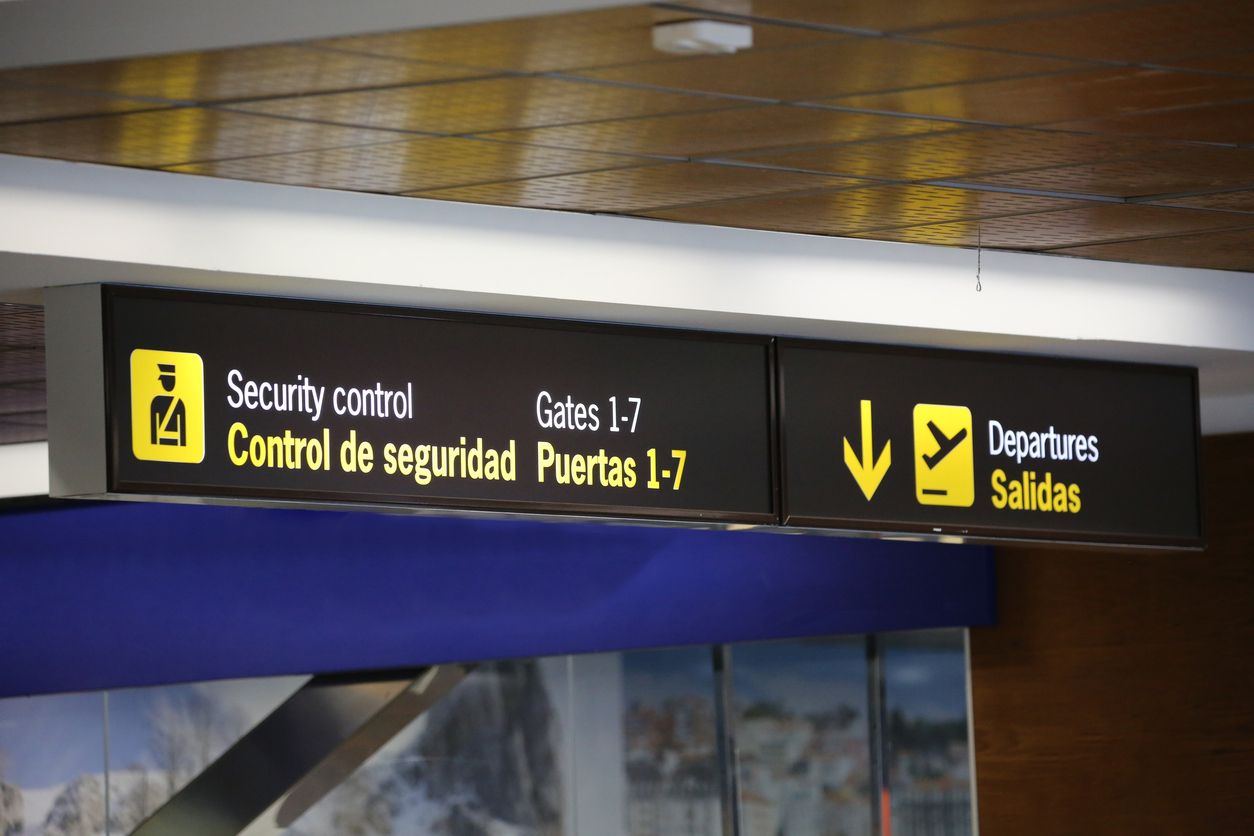 Security control
Control de seguridad
Gates 1-7
Puertas 1-7
Departures
Salidas